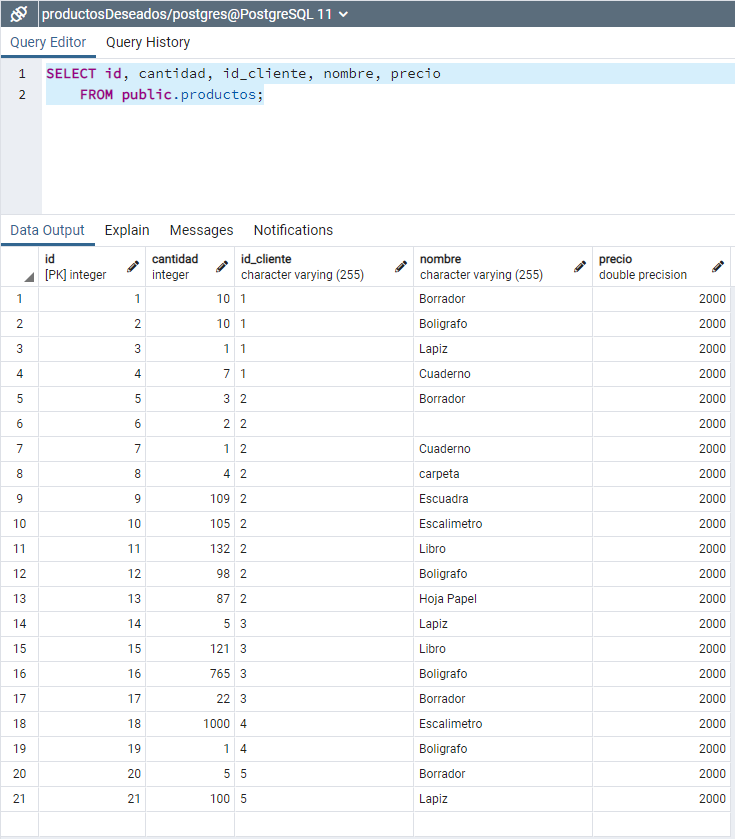 productosDeseados/postgres@PostgreSQL 11
Query Editor Query History
1 SELECT id, cantidad, id_cliente, nombre, precio
2 FROM public.productos;
Data Output Explain Messages Notifications
id cantidad id_cliente nombre precio
[PK] integer integer character varying (255) character varying (255) double precision
1 1 10 1 Borrador 2000
2 2 10 1 Boligrafo 2000
3 3 1 1 Lapiz 2000
4 4 7 1 Cuaderno 2000
5 5 3 2 Borrador 2000
6 6 2 2 2000
7 7 1 2 Cuaderno 2000
8 8 4 2 carpeta 2000
9 9 109 2 Escuadra 2000
10 10 105 2 Escalimetro 2000
11 11 132 2 Libro 2000
12 12 98 2 Boligrafo 2000
13 13 87 2 Hoja Papel 2000
14 14 5 3 Lapiz 2000
15 15 121 3 Libro 2000
16 16 765 3 Boligrafo 2000
17 17 22 3 Borrador 2000
18 18 1000 4 Escalimetro 2000
19 19 1 4 Boligrafo 2000
20 20 5 5 Borrador 2000
21 21 100 5 Lapiz 2000